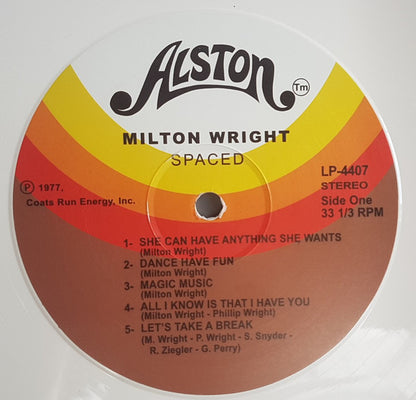 ALSTON
TM
MILTON WRIGHT
SPACED
LP-4407
STEREO
Side One
33 1/3 RPM
℗ 1977,
Coats Run Energy, Inc.
1- SHE CAN HAVE ANYTHING SHE WANTS
(Milton Wright)
2- DANCE HAVE FUN
(Milton Wright)
3- MAGIC MUSIC
(Milton Wright)
4- ALL I KNOW IS THAT I HAVE YOU
(Milton Wright - Phillip Wright)
5- LET'S TAKE A BREAK
(M. Wright - P. Wright - S. Snyder -
R. Ziegler - G. Perry)